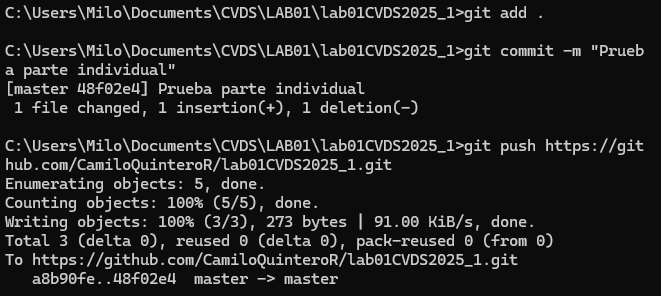 C:\Users\Milo\Documents\CVDS\LAB01\lab01CVDS2025_1>git add .
C:\Users\Milo\Documents\CVDS\LAB01\lab01CVDS2025_1>git commit -m "Prueb
a parte individual"
[master 48f02e4] Prueba parte individual
 1 file changed, 1 insertion(+), 1 deletion(-)
C:\Users\Milo\Documents\CVDS\LAB01\lab01CVDS2025_1>git push https://git
hub.com/CamiloQuinteroR/lab01CVDS2025_1.git
Enumerating objects: 5, done.
Counting objects: 100% (5/5), done.
Writing objects: 100% (3/3), 273 bytes | 91.00 KiB/s, done.
Total 3 (delta 0), reused 0 (delta 0), pack-reused 0 (from 0)
To https://github.com/CamiloQuinteroR/lab01CVDS2025_1.git
   a8b90fe..48f02e4  master -> master